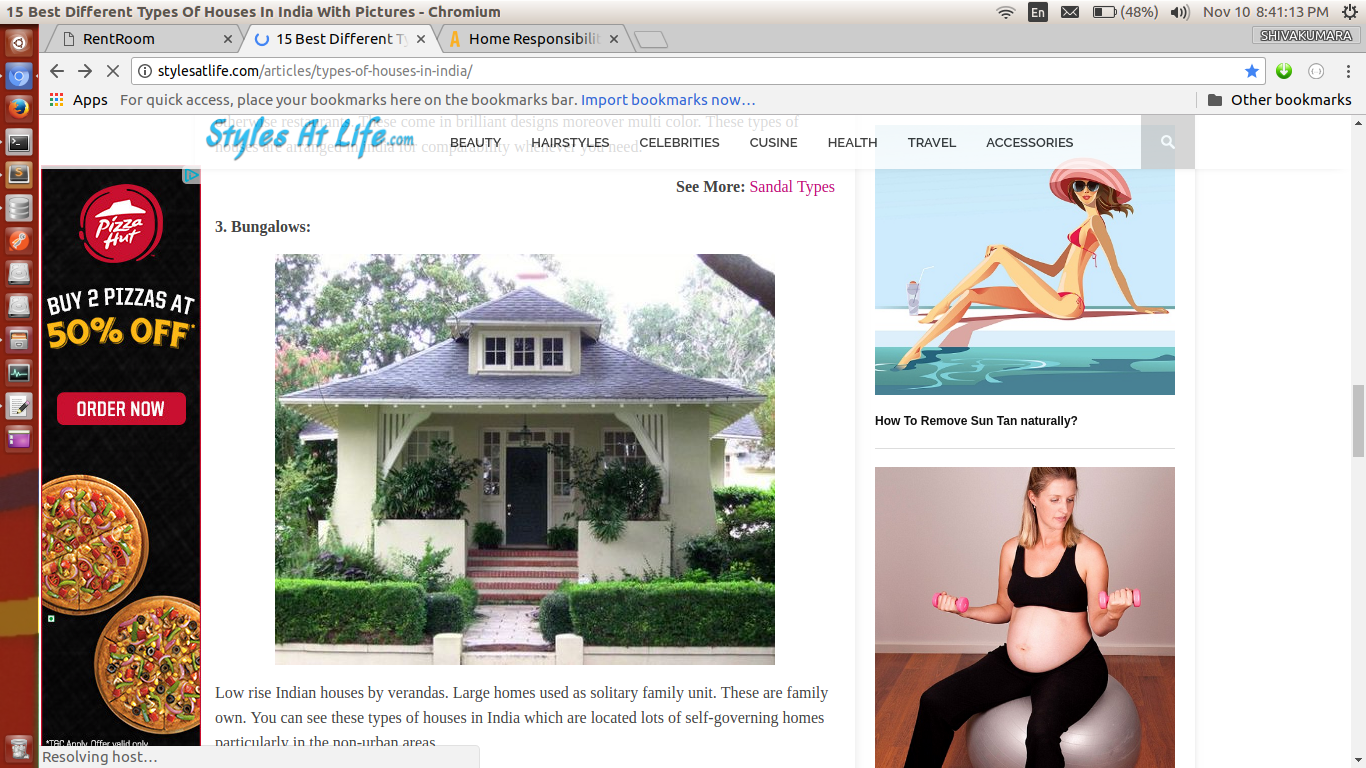 15 Best Different Types Of Houses In India With Pictures - Chromium
En
(48%)
Nov 10 8:41:13 PM
RentRoom
15 Best Different Ty
Home Responsibilit
SHIVAKUMARA
stylesatlife.com/articles/types-of-houses-in-india/
Apps
For quick access, place your bookmarks here on the bookmarks bar. Import bookmarks now…
Other bookmarks
otherwise restaurants. These come in brilliant designs moreover multi color. These types of
houses are arranged in India for comparability whenever you need.
Styles At Life.com
BEAUTY
HAIRSTYLES
CELEBRITIES
CUSINE
HEALTH
TRAVEL
ACCESSORIES
See More: Sandal Types
3. Bungalows:
Pizza
Hut
BUY 2 PIZZAS AT
50% OFF*
ORDER NOW
*T&C Apply. Offer valid only
Low rise Indian houses by verandas. Large homes used as solitary family unit. These are family
own. You can see these types of houses in India which are located lots of self-governing homes
particularly in the non-urban areas.
How To Remove Sun Tan naturally?
Resolving host…